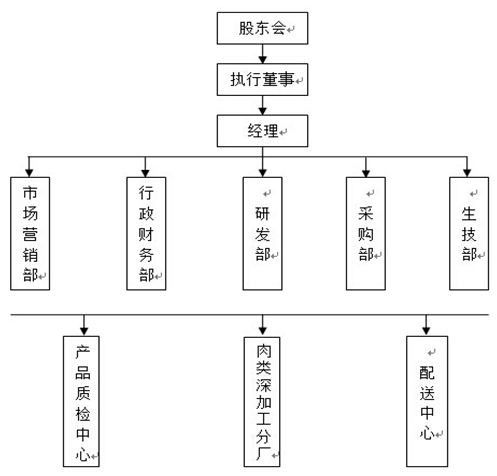 股东会
执行董事
经理
市场营销部
行政财务部
研发部
采购部
生技部
产品质检中心
肉类深加工分厂
配送中心